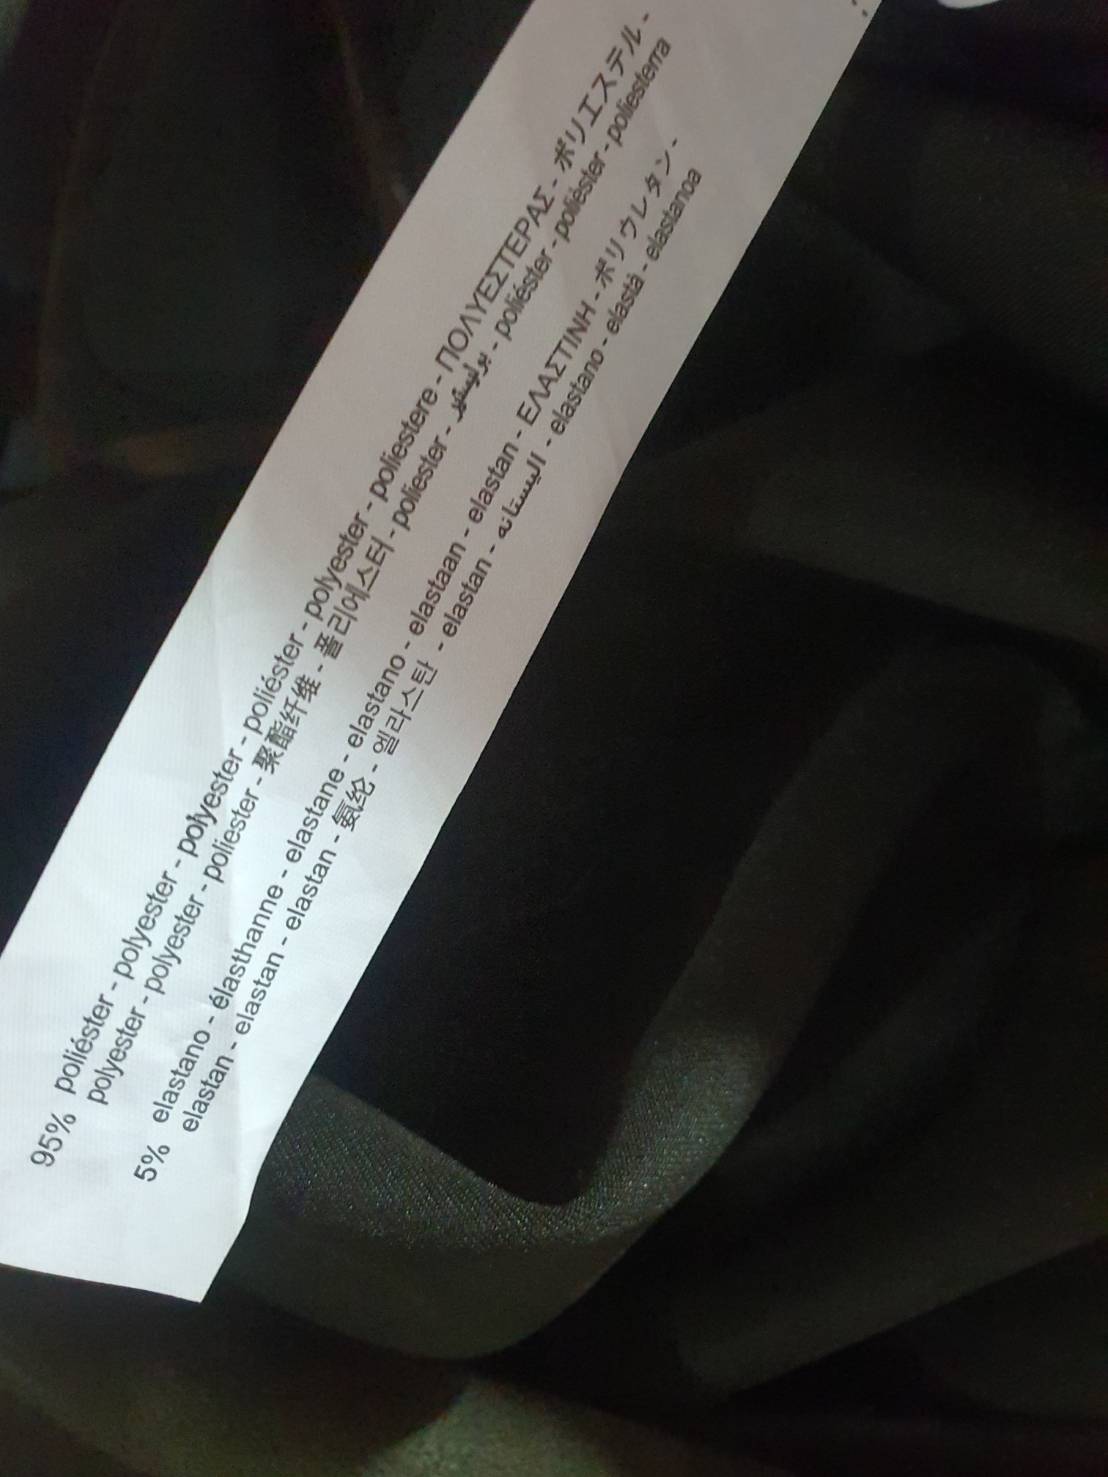 95% poliéster - polyester - polyester - poliéster - polyester - poliestere - ΠΟΛΥΕΣΤΕΡΑΣ - ポリエステル -
polyester - polyester - poliester - 聚酯纤维 - 폴리에스터 - poliester - بوليستر - poliéster - poliéster - poliesterra
5% elastano - élasthanne - elastane - elastano - elastaan - elastan - ΕΛΑΣΤΙΝΗ - ポリウレタン -
elastan - elastan - elastan - 氨纶 - 엘라스탄 - elastan - اليستانه - elastano - elastà - elastanoa